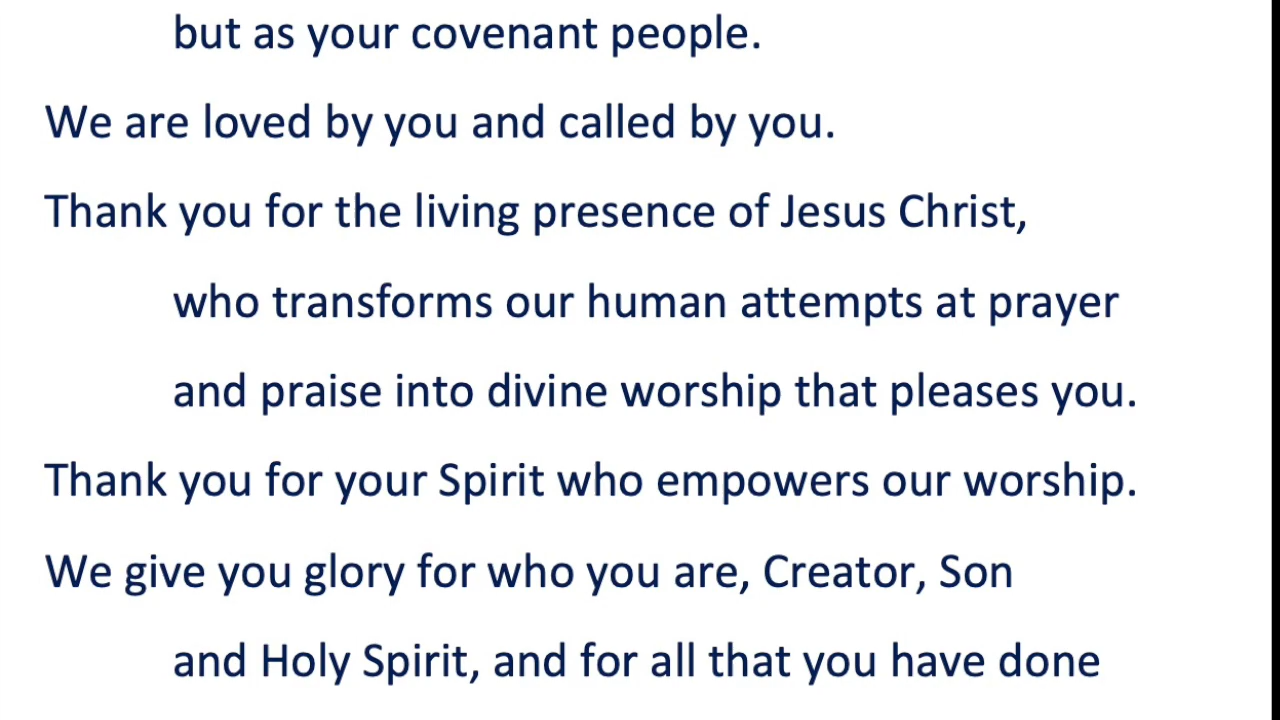 but as your covenant people.
We are loved by you and called by you.
Thank you for the living presence of Jesus Christ,
who transforms our human attempts at prayer
and praise into divine worship that pleases you.
Thank you for your Spirit who empowers our worship.
We give you glory for who you are, Creator, Son
and Holy Spirit, and for all that you have done